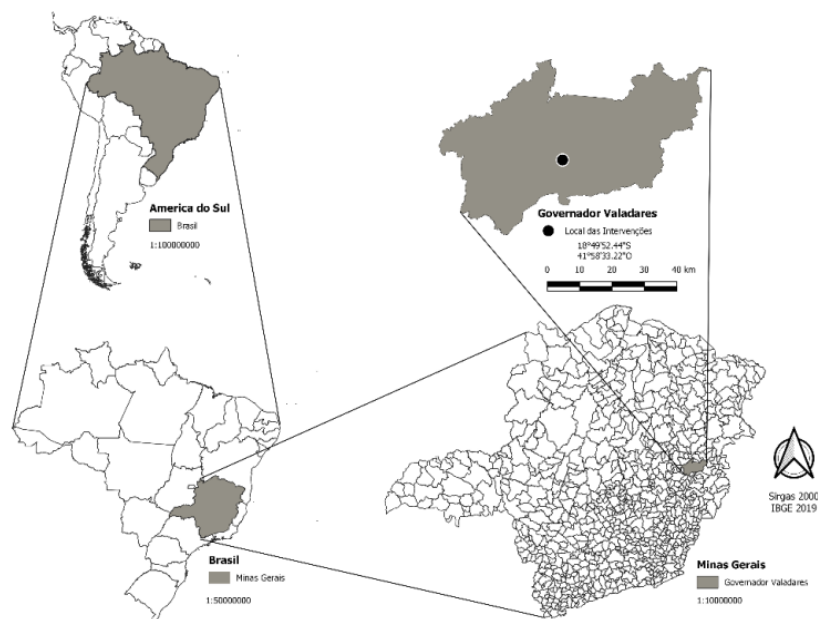 America do Sul
Brasil
1:100000000
Governador Valadares
Local das Intervenções
18°49'52.44"S
41°58'33.22"O
0 10 20 30 40 km
Sirgas 2000
IBGE 2019
Brasil
Minas Gerais
1:50000000
Minas Gerais
Governador Valadares
1:10000000